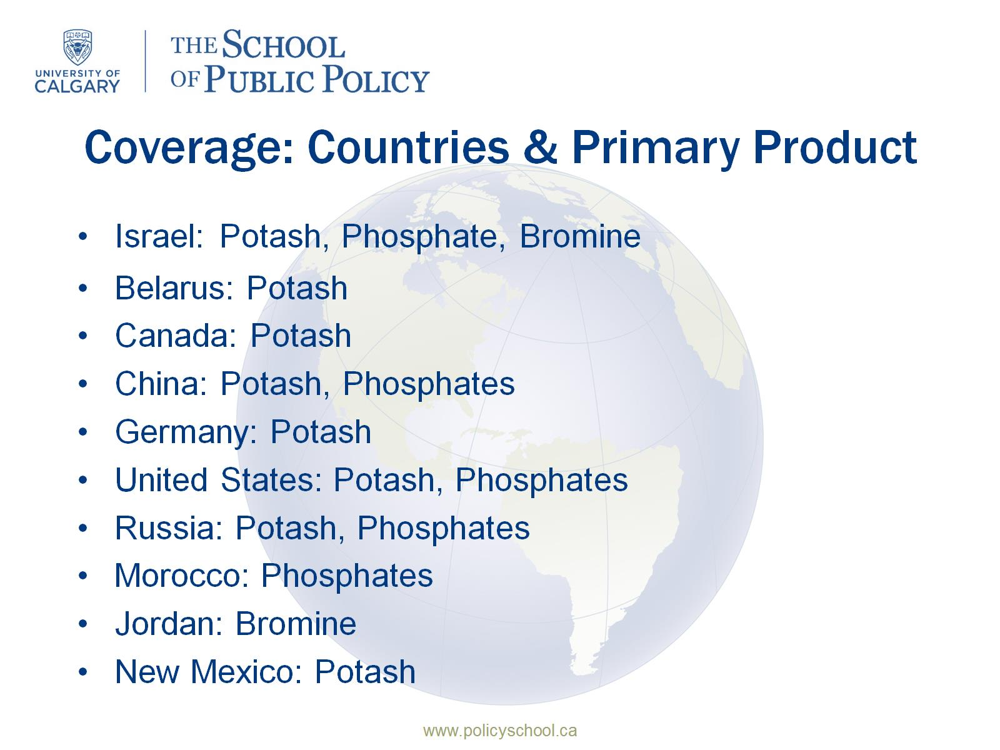 UNIVERSITY OF
CALGARY
THE SCHOOL
OF PUBLIC POLICY
Coverage: Countries & Primary Product
• Israel: Potash, Phosphate, Bromine
• Belarus: Potash
• Canada: Potash
• China: Potash, Phosphates
• Germany: Potash
• United States: Potash, Phosphates
• Russia: Potash, Phosphates
• Morocco: Phosphates
• Jordan: Bromine
• New Mexico: Potash
www.policyschool.ca